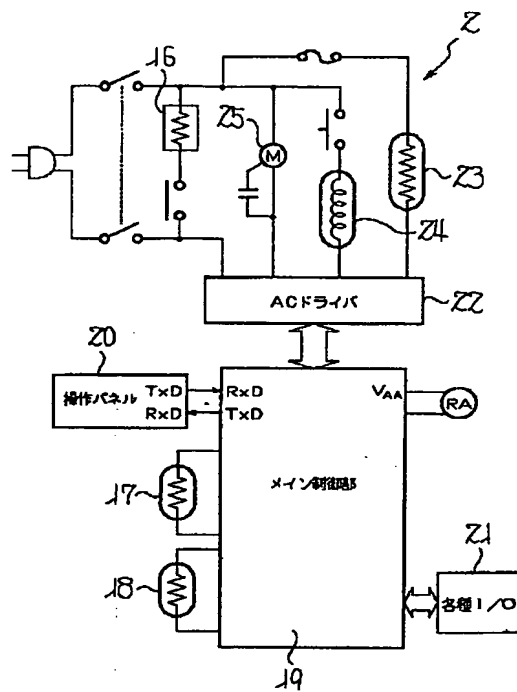 2
16
25
M
23
24
ACドライバ
22
20
操作パネル
TxD
RxD
RxD
TxD
VAA
RA
17
メイン制御部
18
21
各種I/O
19